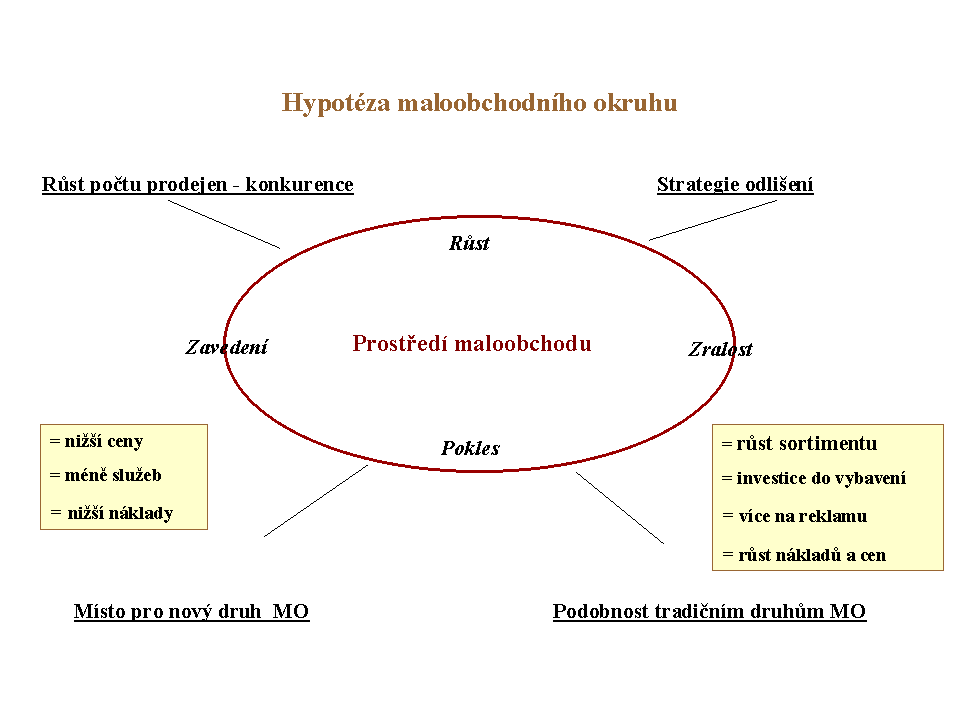 Hypotéza maloobchodního okruhu
Růst počtu prodejen - konkurence
Strategie odlišení
Růst
Zavedení
Prostředí maloobchodu
Zralost
Pokles
= nižší ceny
= méně služeb
= nižší náklady
= růst sortimentu
= investice do vybavení
= více na reklamu
= růst nákladů a cen
Místo pro nový druh  MO
Podobnost tradičním druhům MO